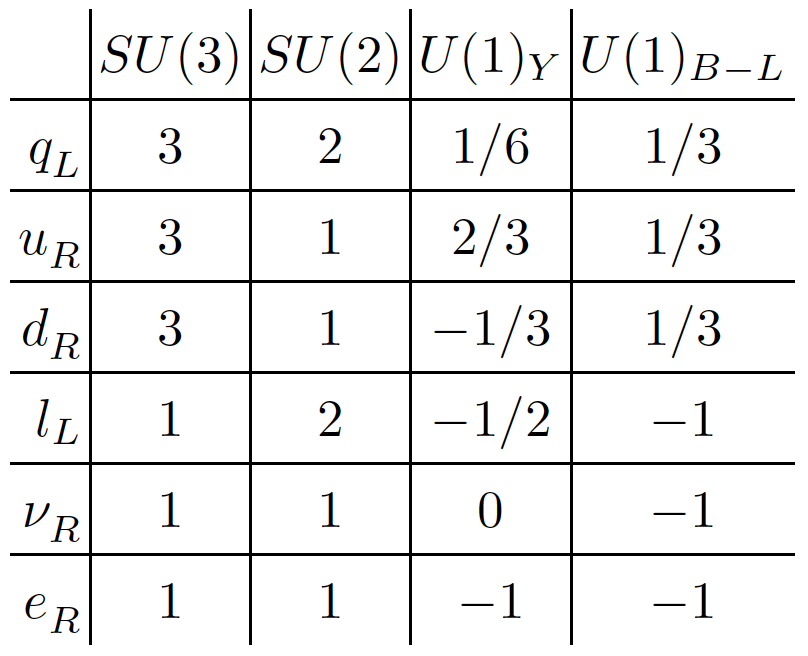 SU(3) SU(2) U(1)_Y U(1)_{B−L}
q_L 3 2 1/6 1/3
u_R 3 1 2/3 1/3
d_R 3 1 −1/3 1/3
l_L 1 2 −1/2 −1
ν_R 1 1 0 −1
e_R 1 1 −1 −1